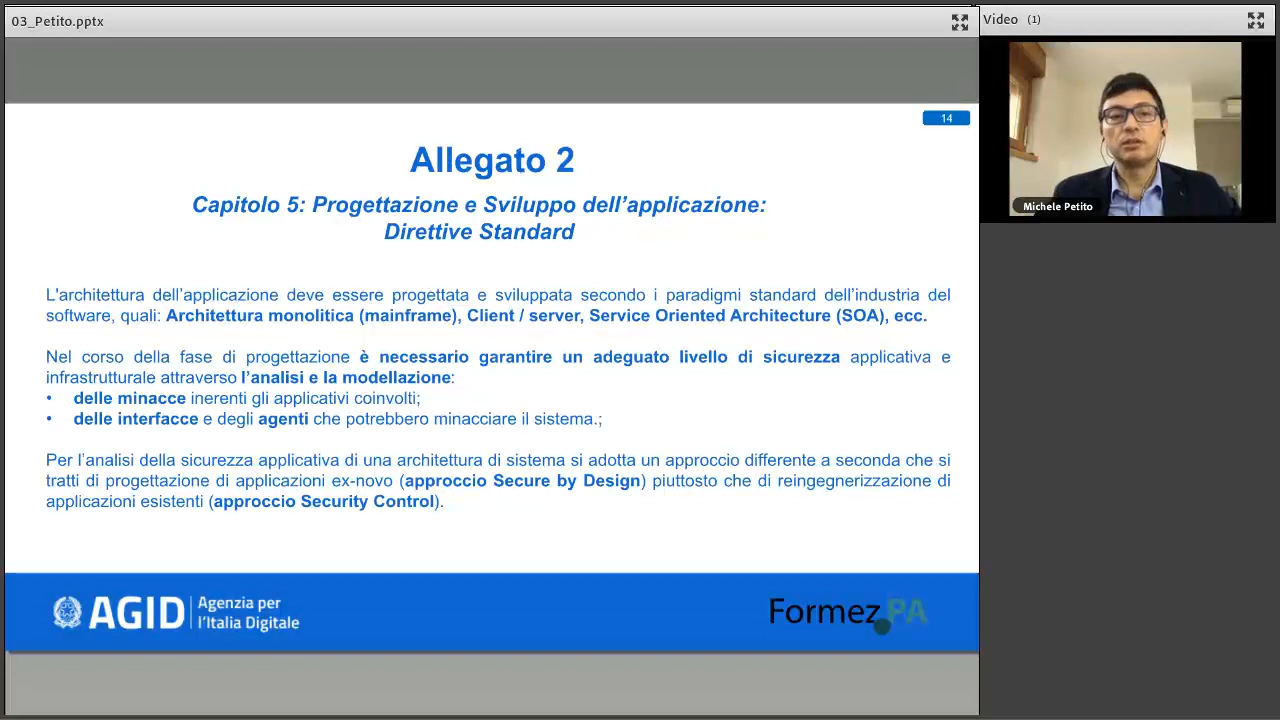 03_Petito.pptx
Video (1)
14
Michele Petito
Allegato 2
Capitolo 5: Progettazione e Sviluppo dell’applicazione:
Direttive Standard
L'architettura dell’applicazione deve essere progettata e sviluppata secondo i paradigmi standard dell’industria del
software, quali: Architettura monolitica (mainframe), Client / server, Service Oriented Architecture (SOA), ecc.
Nel corso della fase di progettazione è necessario garantire un adeguato livello di sicurezza applicativa e
infrastrutturale attraverso l’analisi e la modellazione:
• delle minacce inerenti gli applicativi coinvolti;
• delle interfacce e degli agenti che potrebbero minacciare il sistema.;
Per l’analisi della sicurezza applicativa di una architettura di sistema si adotta un approccio differente a seconda che si
tratti di progettazione di applicazioni ex-novo (approccio Secure by Design) piuttosto che di reingegnerizzazione di
applicazioni esistenti (approccio Security Control).
AGID Agenzia per
l’Italia Digitale
Formez PA